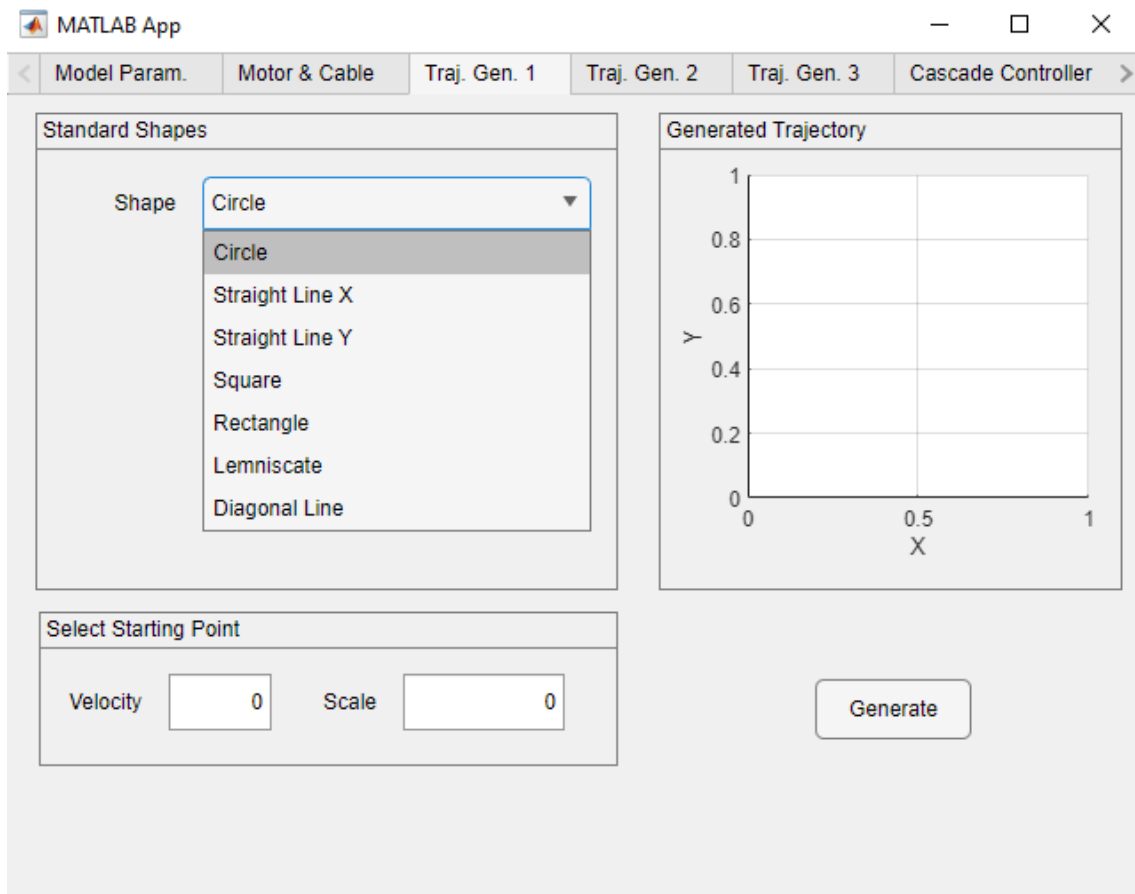 MATLAB App
Model Param. Motor & Cable Traj. Gen. 1 Traj. Gen. 2 Traj. Gen. 3 Cascade Controller
Standard Shapes
Shape Circle
Circle
Straight Line X
Straight Line Y
Square
Rectangle
Lemniscate
Diagonal Line
Generated Trajectory
1
0.8
0.6
Y
0.4
0.2
0
0 0.5 1
X
Select Starting Point
Velocity 0 Scale 0
Generate